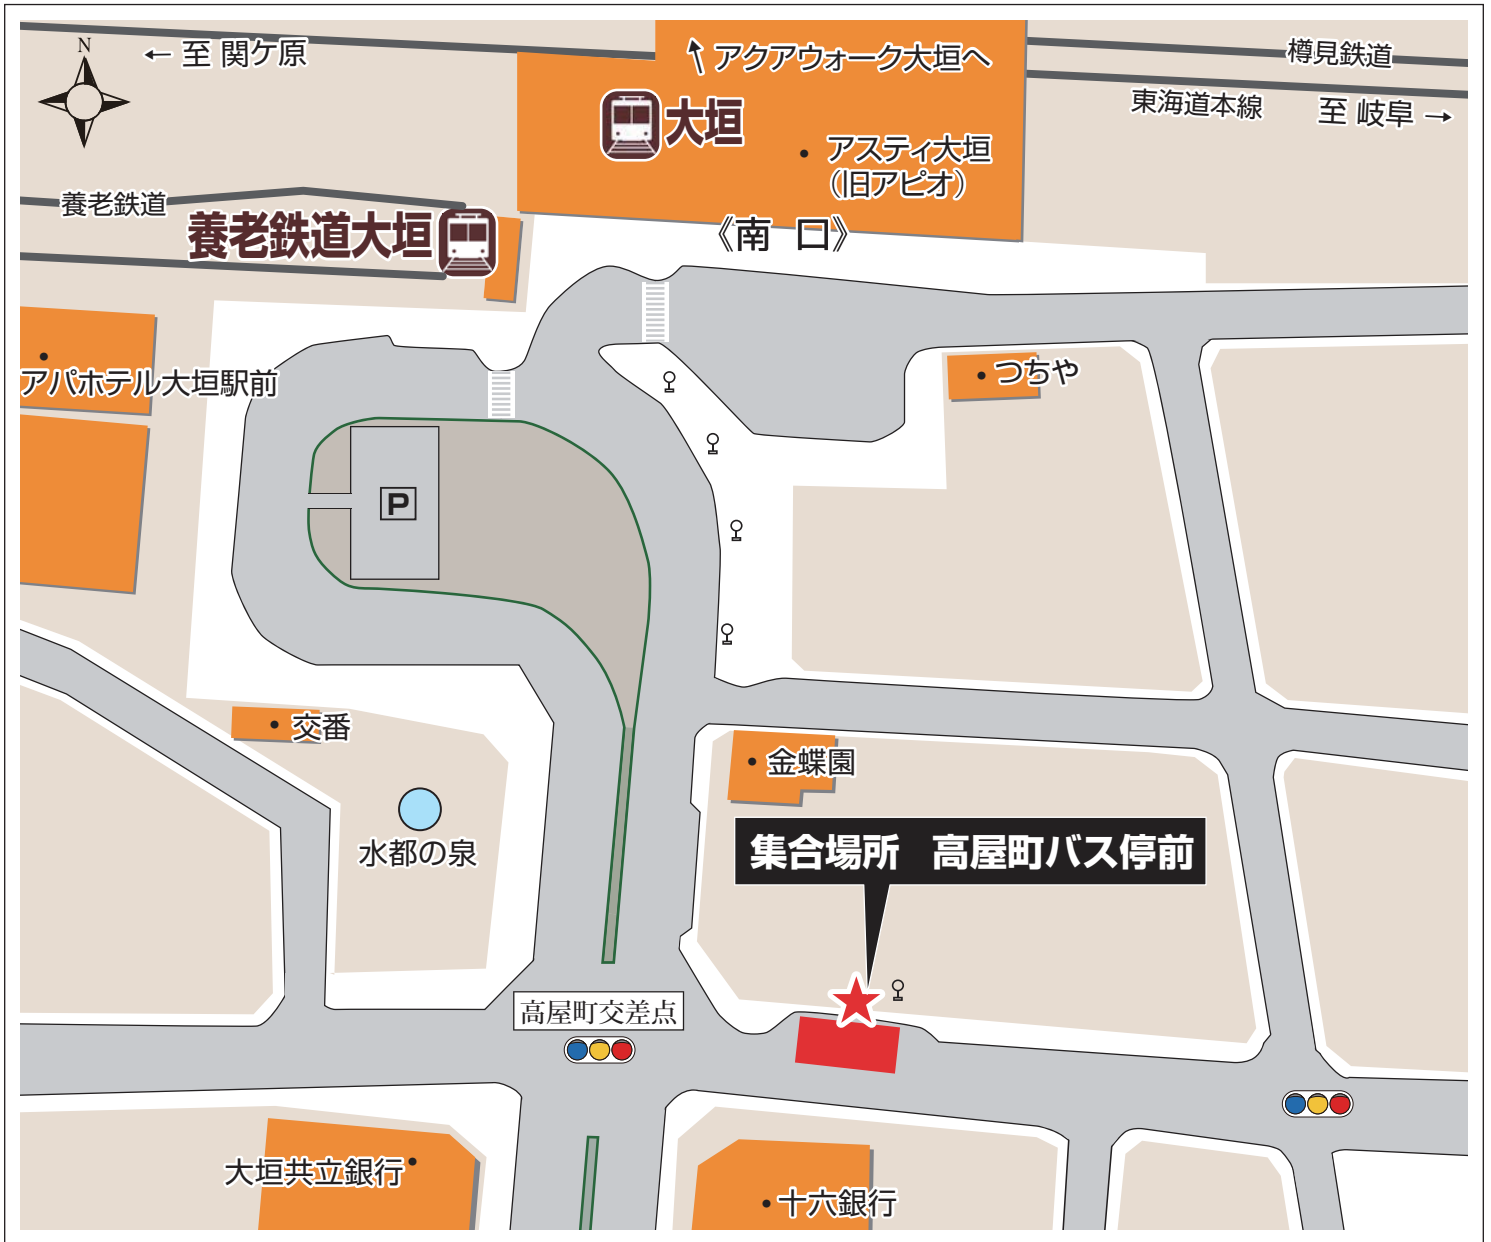 N
← 至 関ケ原
↑ アクアウォーク大垣へ
樽見鉄道
東海道本線
至 岐阜 →
大垣
アスティ大垣
（旧アピオ）
養老鉄道
養老鉄道大垣
《南 口》
アパホテル大垣駅前
つちや
P
交番
金蝶園
水都の泉
集合場所 高屋町バス停前
高屋町交差点
大垣共立銀行
十六銀行